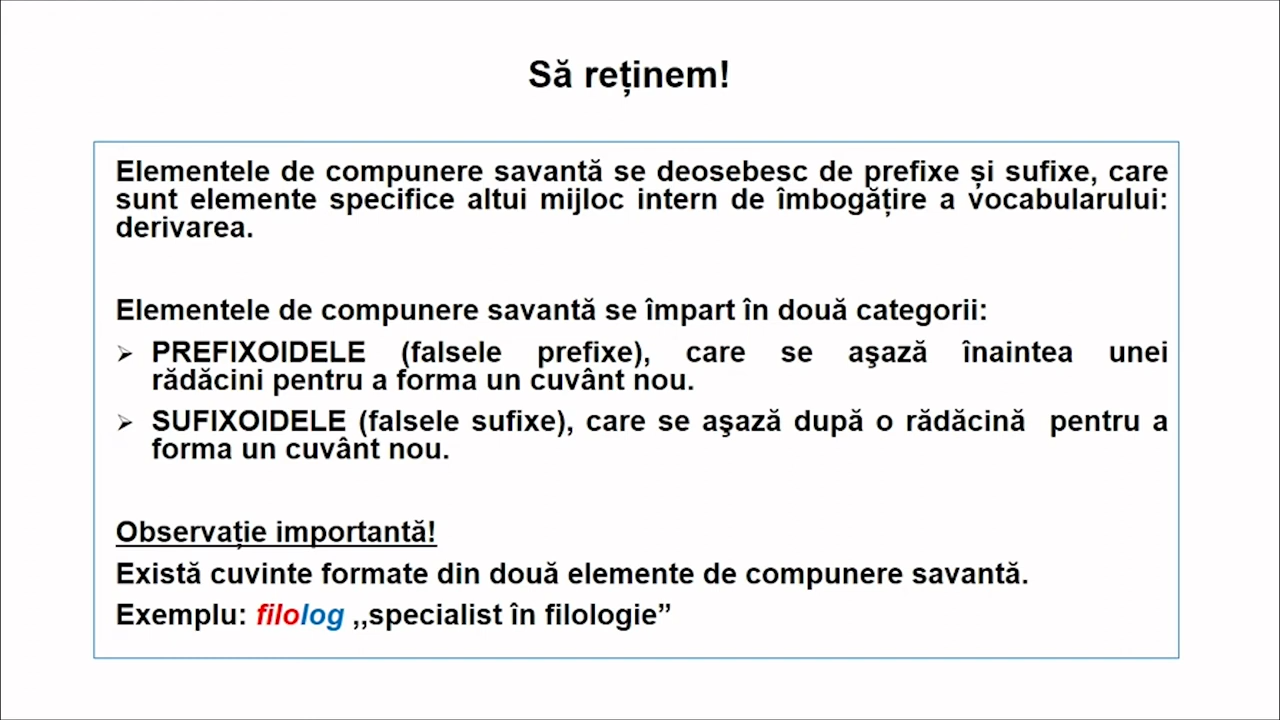 Să reținem!
Elementele de compunere savantă se deosebesc de prefixe și sufixe, care
sunt elemente specifice altui mijloc intern de îmbogățire a vocabularului:
derivarea.
Elementele de compunere savantă se împart în două categorii:
➢ PREFIXOIDELE (falsele prefixe), care se aşază înaintea unei
rădăcini pentru a forma un cuvânt nou.
➢ SUFIXOIDELE (falsele sufixe), care se aşază după o rădăcină pentru a
forma un cuvânt nou.
Observație importantă!
Există cuvinte formate din două elemente de compunere savantă.
Exemplu: filolog ,,specialist în filologie”